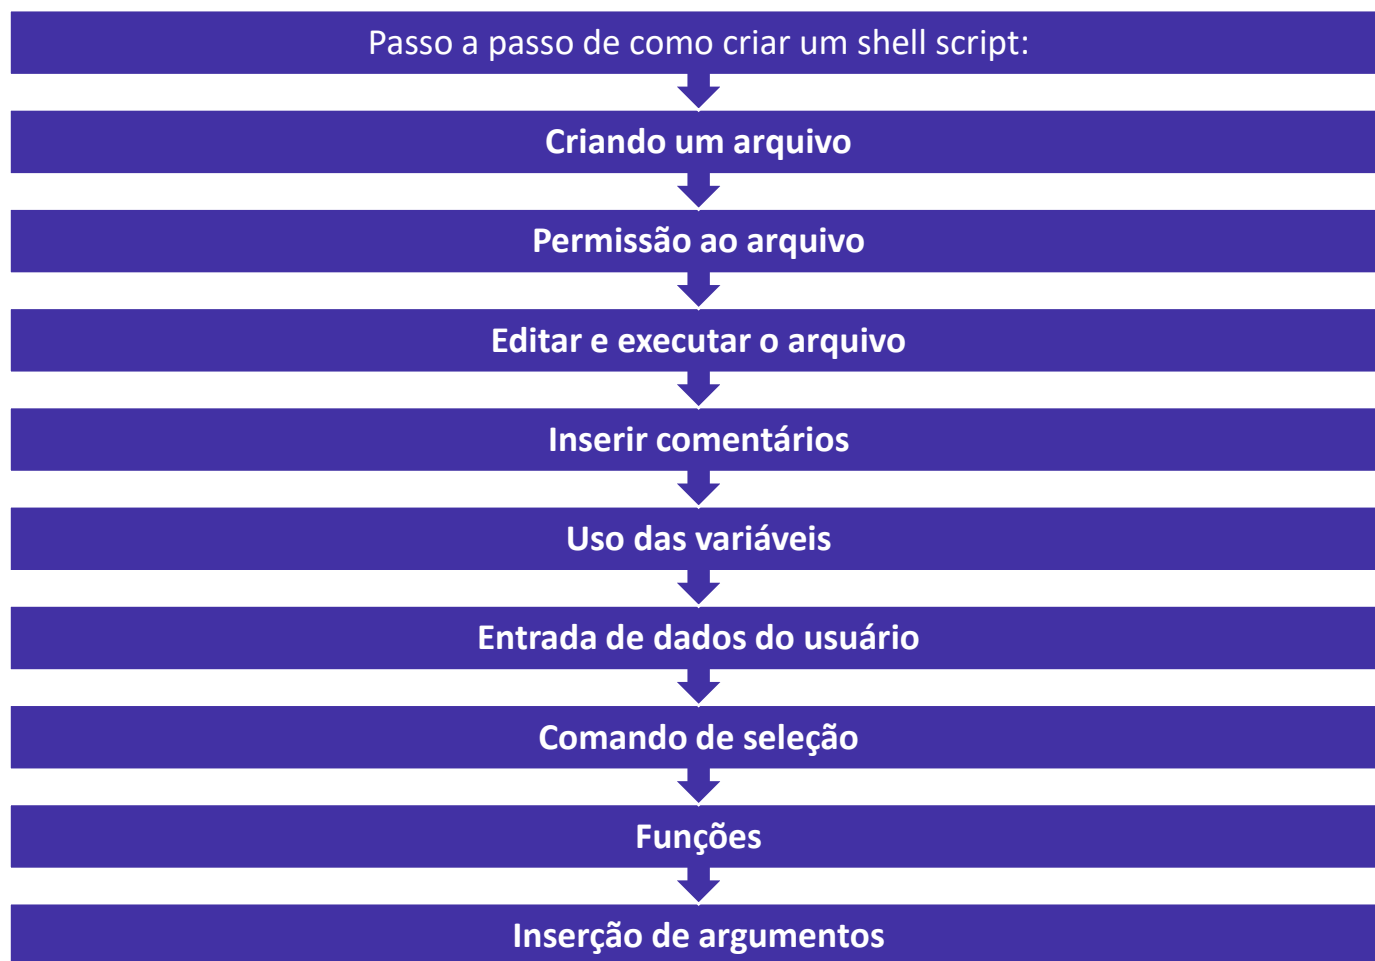 Passo a passo de como criar um shell script:
Criando um arquivo
Permissão ao arquivo
Editar e executar o arquivo
Inserir comentários
Uso das variáveis
Entrada de dados do usuário
Comando de seleção
Funções
Inserção de argumentos